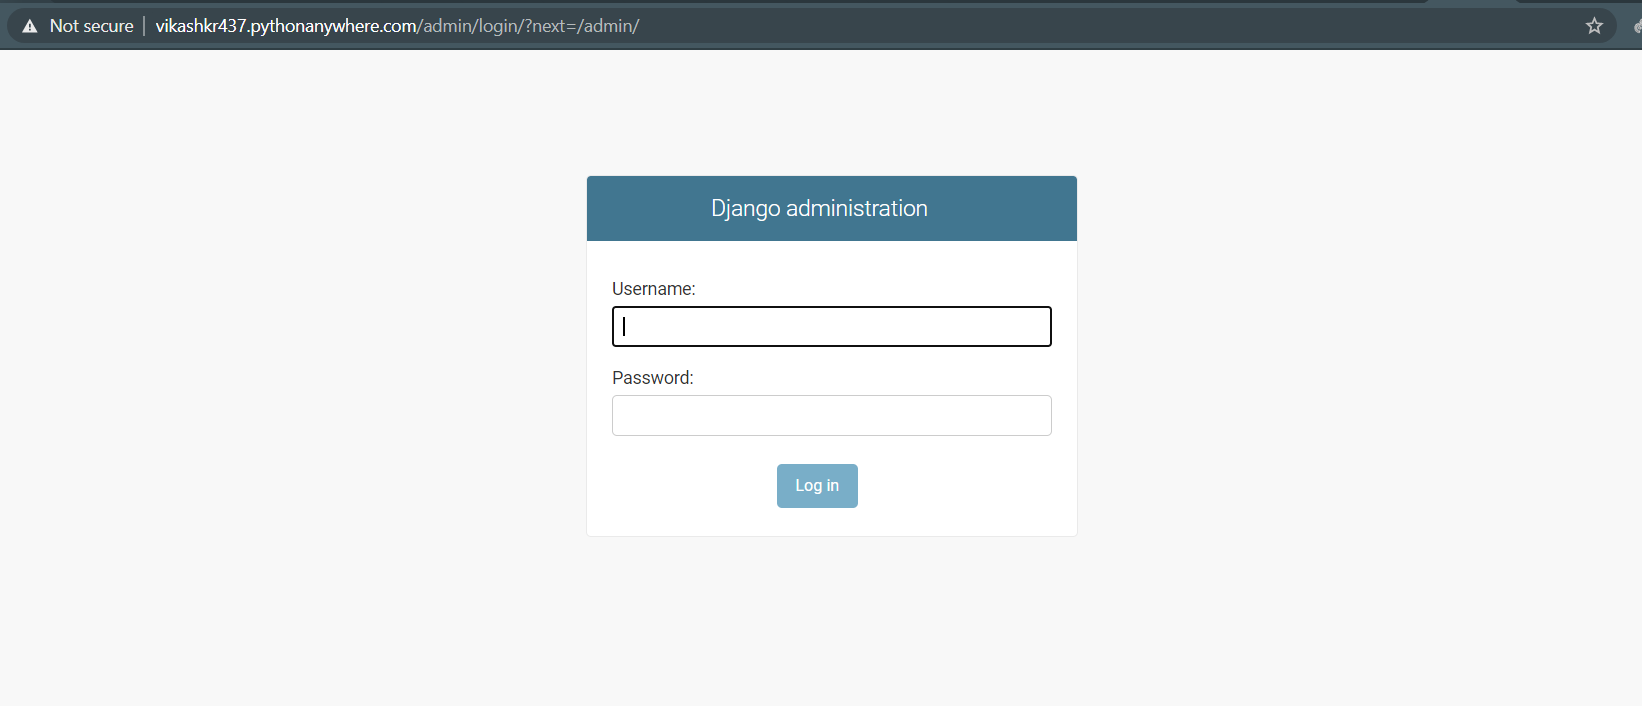 Not secure | vikashkr437.pythonanywhere.com/admin/login/?next=/admin/
Django administration
Username:
Password:
Log in